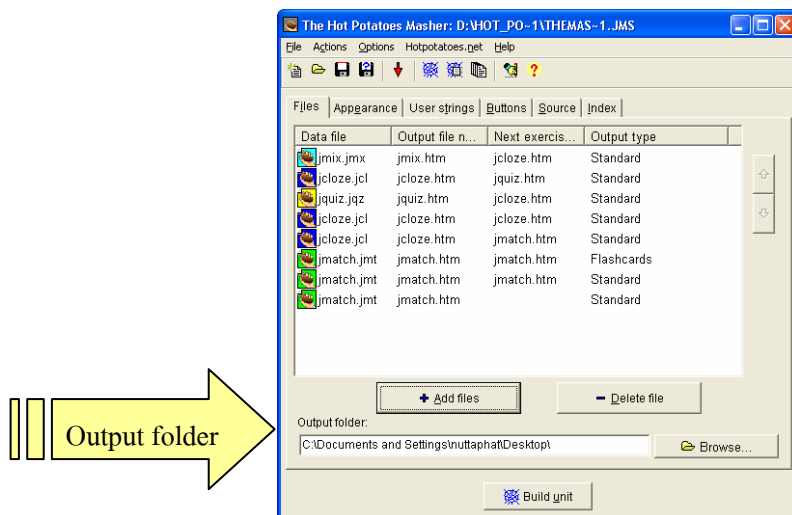 The Hot Potatoes Masher: D:\HOT_PO~1\THEMAS~1.JMS
File Actions Options Hotpotatoes.net Help
Files Appearance User strings Buttons Source Index
Data file Output file n... Next exercis... Output type
jmix.jmx jmix.htm jcloze.htm Standard
jcloze.jcl jcloze.htm jquiz.htm Standard
jquiz.jqz jquiz.htm jcloze.htm Standard
jcloze.jcl jcloze.htm jcloze.htm Standard
jcloze.jcl jcloze.htm jmatch.htm Standard
jmatch.jmt jmatch.htm jmatch.htm Flashcards
jmatch.jmt jmatch.htm jmatch.htm Standard
jmatch.jmt jmatch.htm Standard
Add files Delete file
Output folder:
Output folder
C:\Documents and Settings\nuttaphat\Desktop\ Browse...
Build unit